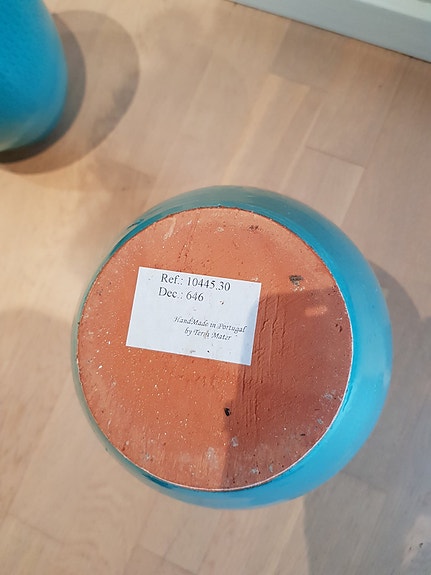 Ref.: 10445.30
Dec.: 646
HandMade in Portugal
by Terra Mater